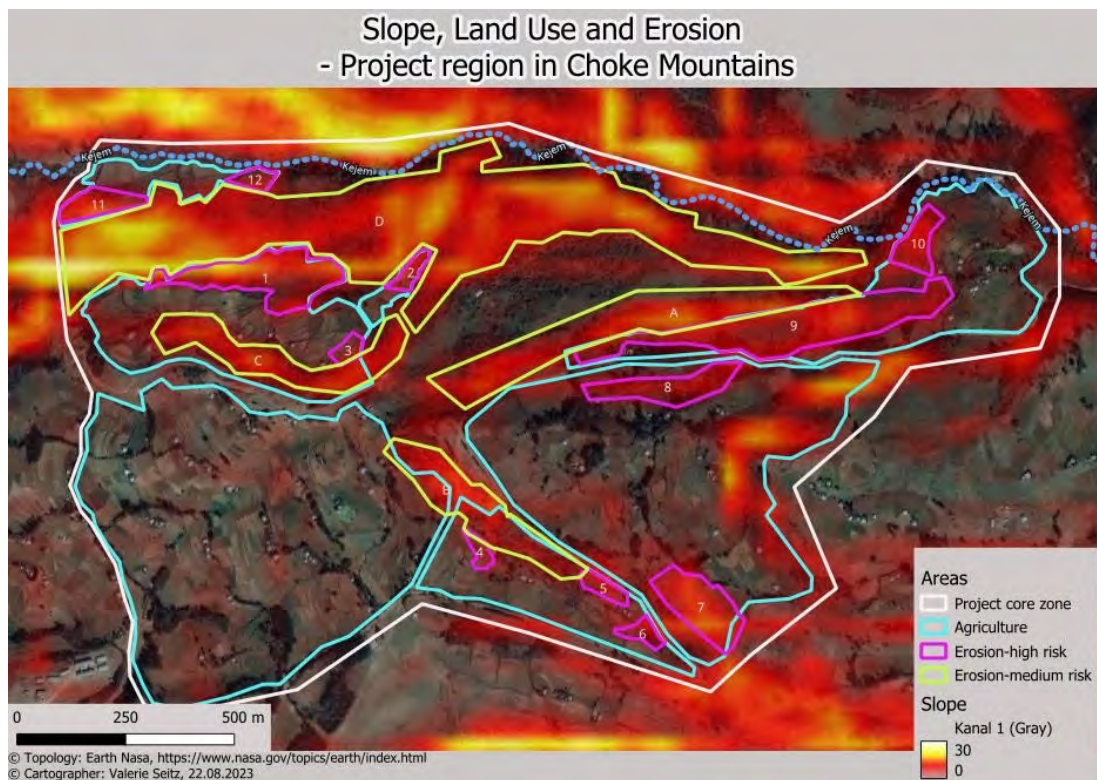 Slope, Land Use and Erosion
- Project region in Choke Mountains
Kejem
Kejem
Kejem
Kejem
Kejem
12
11
D
10
1
2
A
9
3
C
8
B
4
5
7
6
Areas
Project core zone
Agriculture
Erosion-high risk
Erosion-medium risk
Slope
Kanal 1 (Gray)
30
0
0 250 500 m
© Topology: Earth Nasa, https://www.nasa.gov/topics/earth/index.html
© Cartographer: Valerie Seitz, 22.08.2023